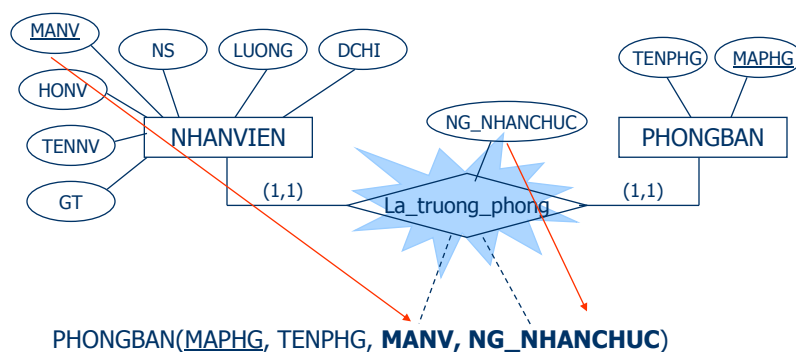 MANV
NS
LUONG
DCHI
TENPHG
MAPHG
HONV
NG_NHANCHUC
NHANVIEN
PHONGBAN
TENNV
GT
(1,1)
(1,1)
La_truong_phong
PHONGBAN(MAPHG, TENPHG, MANV, NG_NHANCHUC)